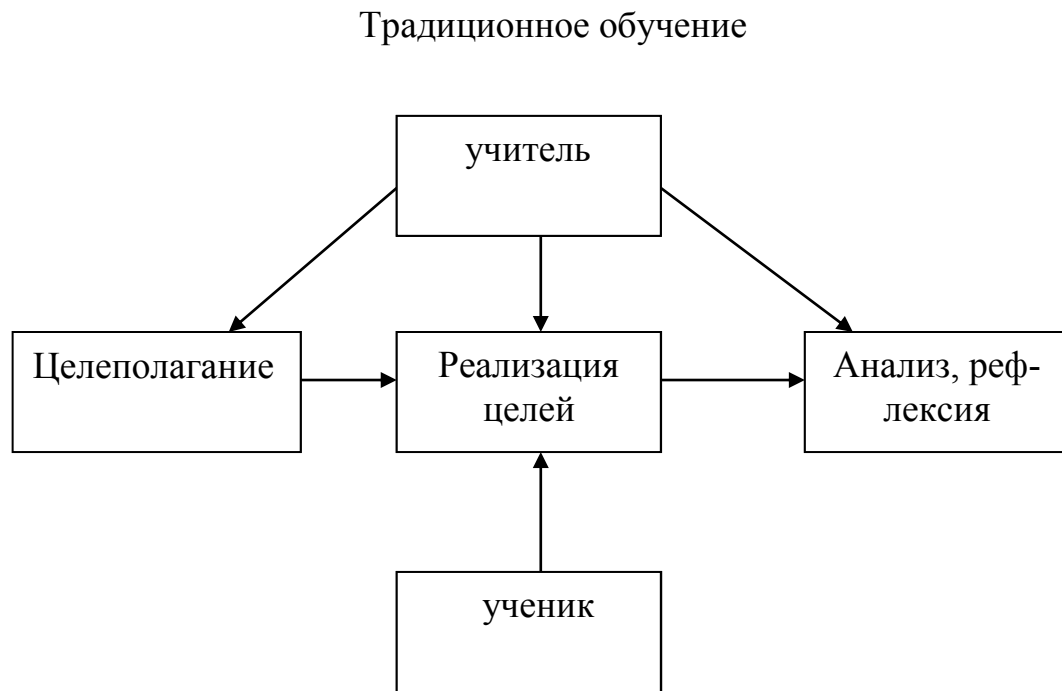 Традиционное обучение
учитель
Целеполагание
Реализация
целей
Анализ, реф-
лексия
ученик